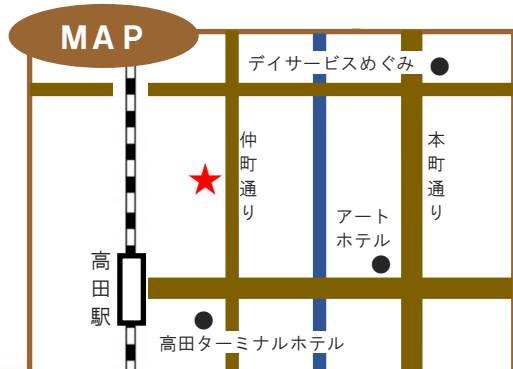 MAP
デイサービスめぐみ
仲町通り
本町通り
アート
ホテル
高田駅
高田ターミナルホテル